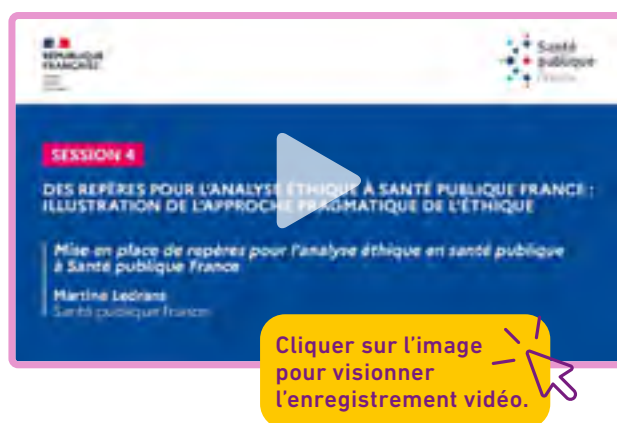 RÉPUBLIQUE
FRANÇAISE
Santé
publique
France
SESSION 4
DES REPÈRES POUR L'ANALYSE ÉTHIQUE À SANTÉ PUBLIQUE FRANCE :
ILLUSTRATION DE L'APPROCHE PRAGMATIQUE DE L'ÉTHIQUE
Mise en place de repères pour l'analyse éthique en santé publique
à Santé publique France
Martine Ledrans
Santé publique France
Cliquer sur l'image
pour visionner
l'enregistrement vidéo.